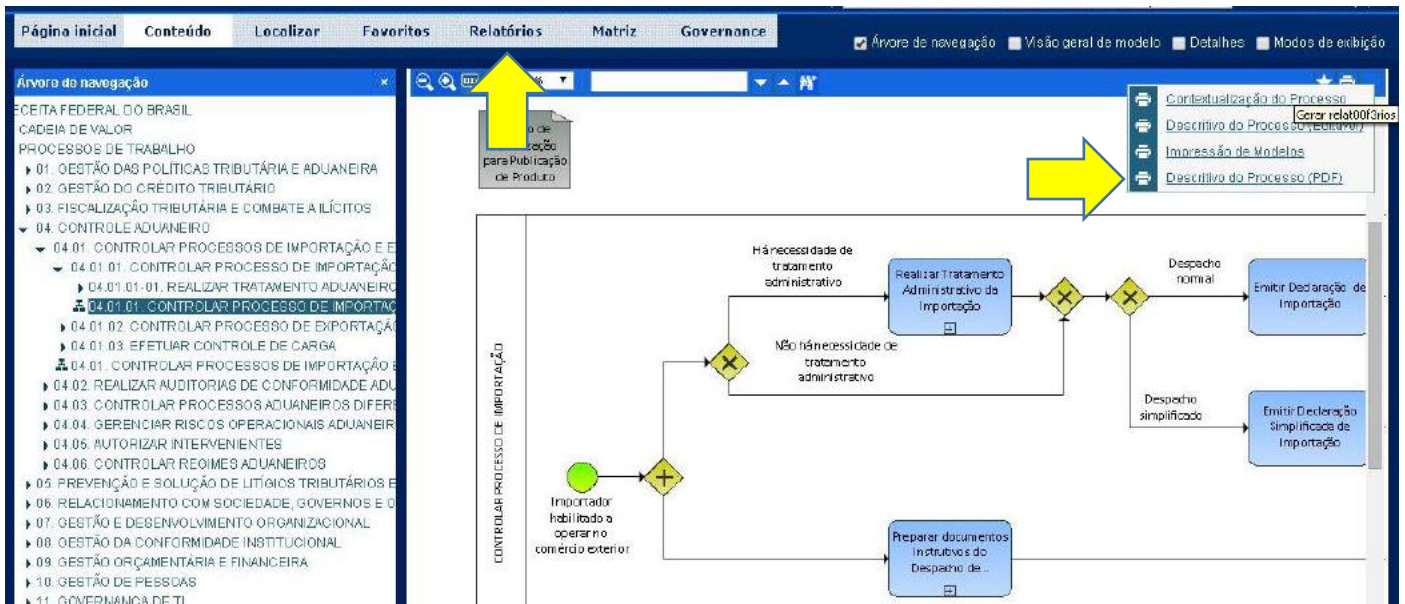 Página inicial Conteúdo Localizar Favoritos Relatórios Matriz Governance
Árvore de navegação Visão geral de modelo Detalhes Modos de exibição
Árvore de navegação
ECEITA FEDERAL DO BRASIL
CADEIA DE VALOR
PROCESSOS DE TRABALHO
01. GESTÃO DAS POLÍTICAS TRIBUTÁRIA E ADUANEIRA
02. GESTÃO DO CRÉDITO TRIBUTÁRIO
03. FISCALIZAÇÃO TRIBUTÁRIA E COMBATE A ILÍCITOS
04. CONTROLE ADUANEIRO
04.01. CONTROLAR PROCESSOS DE IMPORTAÇÃO E E
04.01.01. CONTROLAR PROCESSO DE IMPORTAÇÃO
04.01.01-01. REALIZAR TRATAMENTO ADUANEIRO
04.01.01. CONTROLAR PROCESSO DE IMPORTAÇ
04.01.02. CONTROLAR PROCESSO DE EXPORTAÇÃO
04.01.03. EFETUAR CONTROLE DE CARGA
04.01. CONTROLAR PROCESSOS DE IMPORTAÇÃO E
04.02. REALIZAR AUDITORIAS DE CONFORMIDADE ADU
04.03. CONTROLAR PROCESSOS ADUANEIROS DIFERE
04.04. GERENCIAR RISCOS OPERACIONAIS ADUANEIR
04.05. AUTORIZAR INTERVENIENTES
04.06. CONTROLAR REGIMES ADUANEIROS
05. PREVENÇÃO E SOLUÇÃO DE LITÍGIOS TRIBUTÁRIOS E
06. RELACIONAMENTO COM SOCIEDADE, GOVERNOS E O
07. GESTÃO E DESENVOLVIMENTO ORGANIZACIONAL
08. GESTÃO DA CONFORMIDADE INSTITUCIONAL
09. GESTÃO ORÇAMENTÁRIA E FINANCEIRA
10. GESTÃO DE PESSOAS
11. GOVERNANÇA DE TI
%
Contextualização do Processo
Gerar relat00f3rios
Descritivo do Processo (Editável)
Impressão de Modelos
Descritivo do Processo (PDF)
de
para Publicação
de Produto
CONTROLAR PROCESSO DE IMPORTAÇÃO
Importador
habilitado a
operar no
comércio exterior
Há necessidade de
tratamento
administrativo
Não há necessidade de
tratamento
administrativo
Realizar Tratamento
Administrativo da
Importação
Despacho
normal
Emitir Declaração de
Importação
Despacho
simplificado
Emitir Declaração
Simplificada de
Importação
Preparar documentos
Instrutivos do
Despacho de...